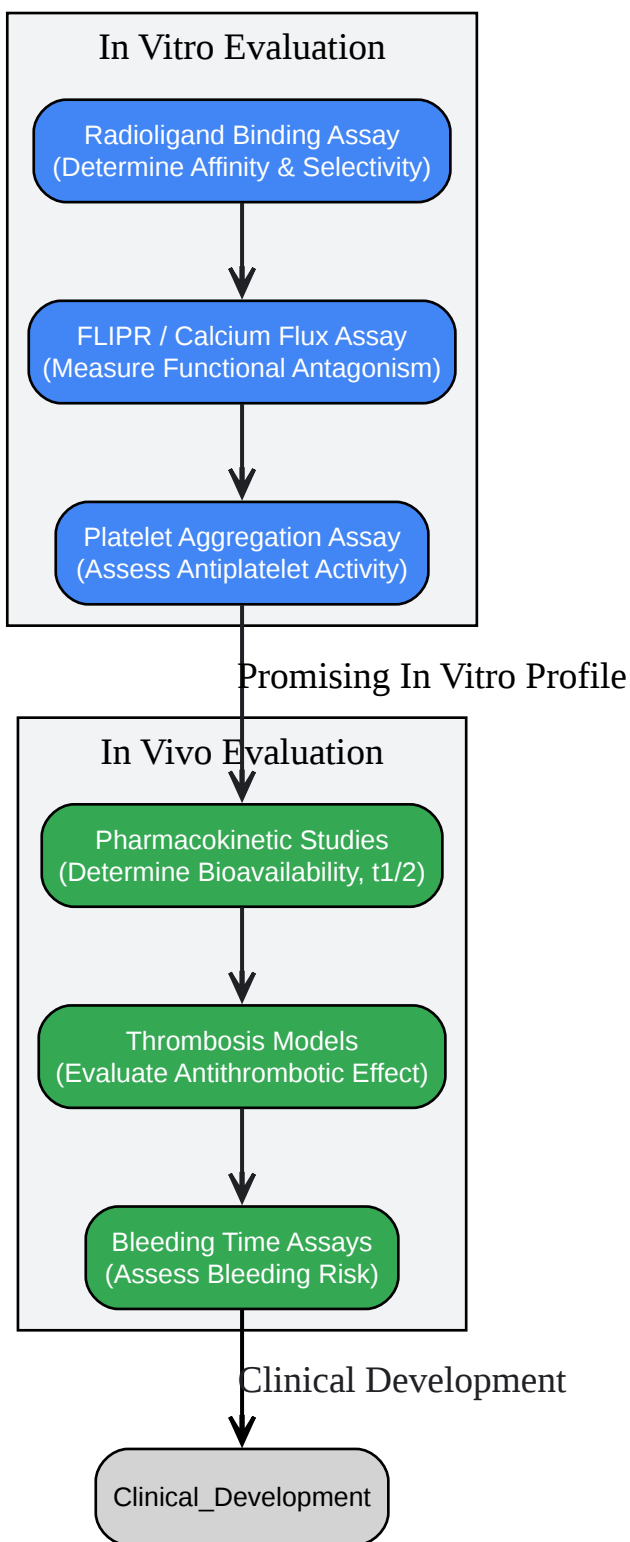 In Vitro Evaluation
Radioligand Binding Assay
(Determine Affinity & Selectivity)
FLIPR / Calcium Flux Assay
(Measure Functional Antagonism)
Platelet Aggregation Assay
(Assess Antiplatelet Activity)
Promising In Vitro Profile
In Vivo Evaluation
Pharmacokinetic Studies
(Determine Bioavailability, t1/2)
Thrombosis Models
(Evaluate Antithrombotic Effect)
Bleeding Time Assays
(Assess Bleeding Risk)
Clinical Development
Clinical_Development